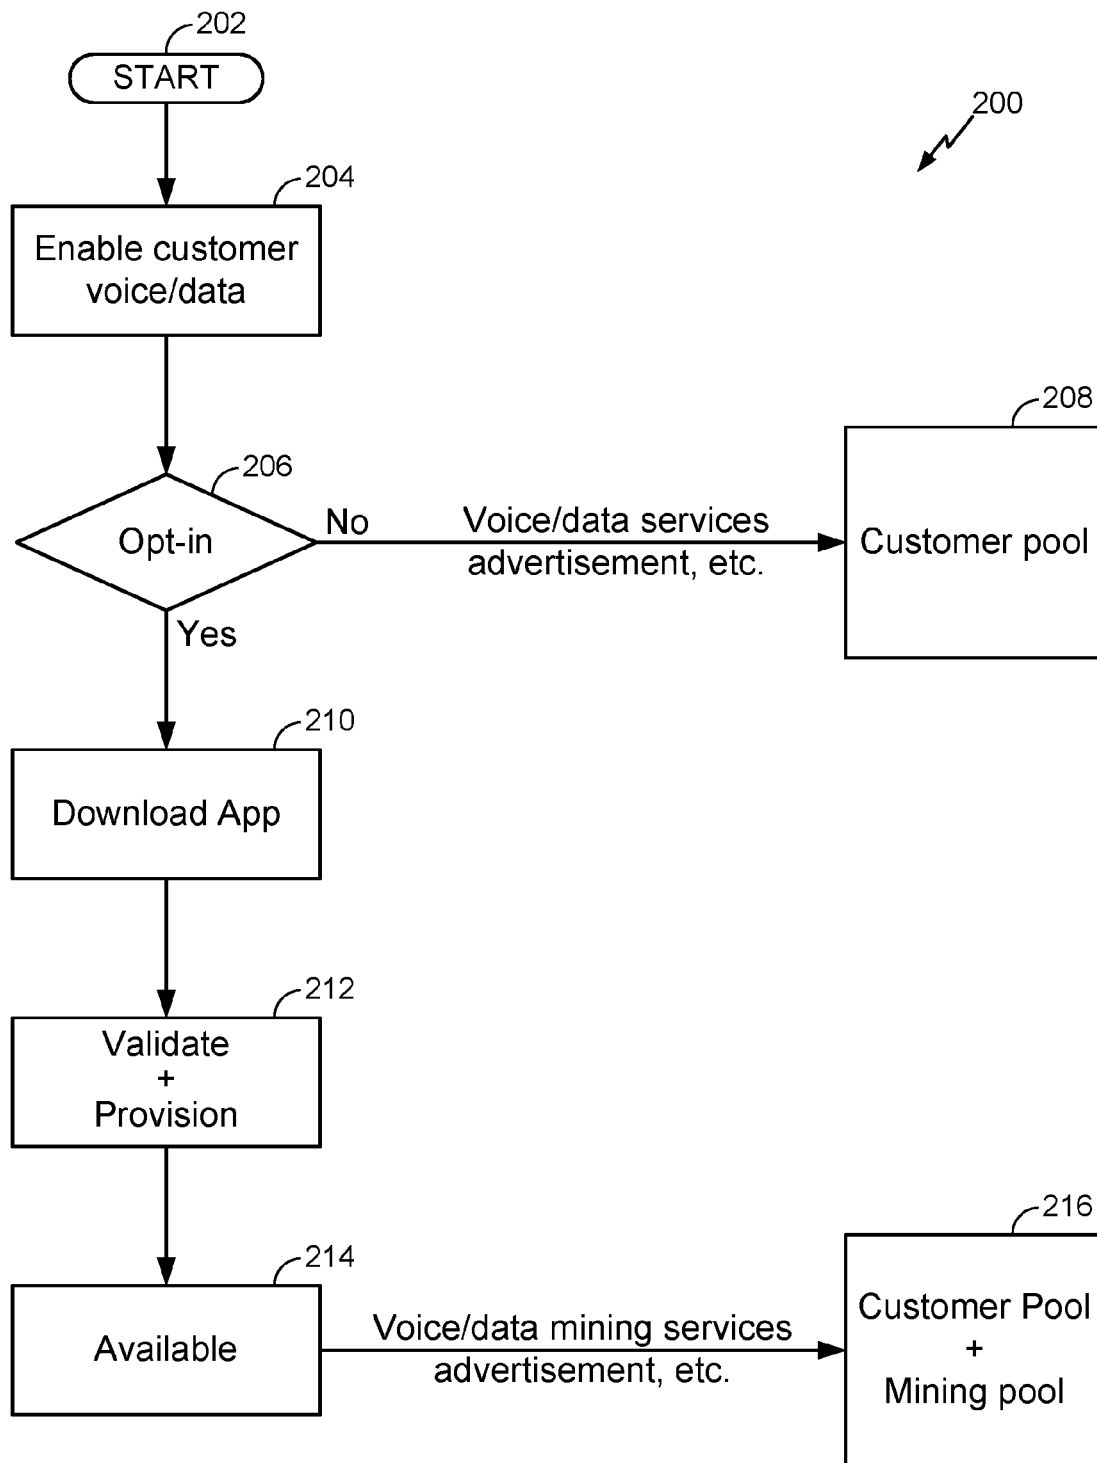 202
START
200
204
Enable customer
voice/data
206
Opt-in
No
Voice/data services
advertisement, etc.
208
Customer pool
Yes
210
Download App
212
Validate
+
Provision
214
Available
Voice/data mining services
advertisement, etc.
216
Customer Pool
+
Mining pool